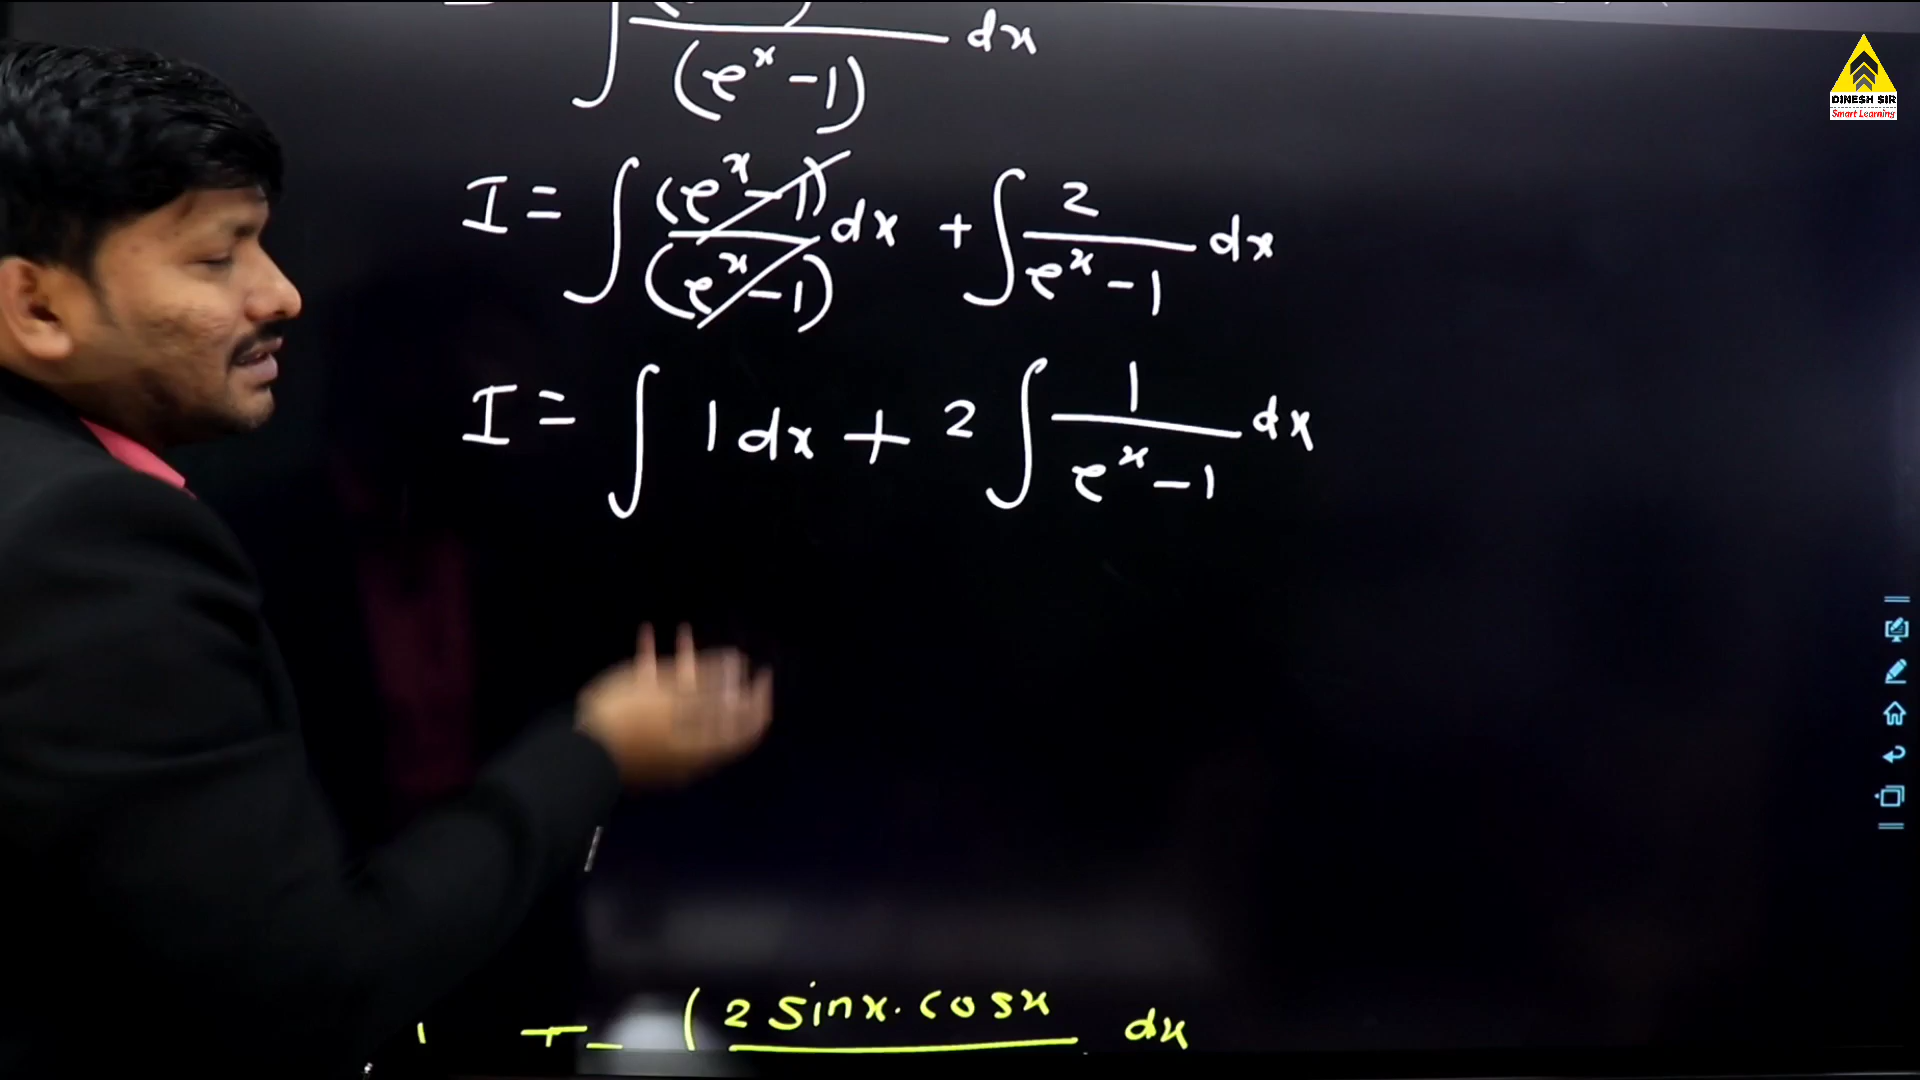 ∫ ――― dx
(eˣ - 1)
I = ∫ (eˣ - 1)/(eˣ - 1) dx + ∫ 2/(eˣ - 1) dx
I = ∫ 1 dx + 2 ∫ 1/(eˣ - 1) dx
2 sinx. cosx dx
DINESH SIR
Smart Learning